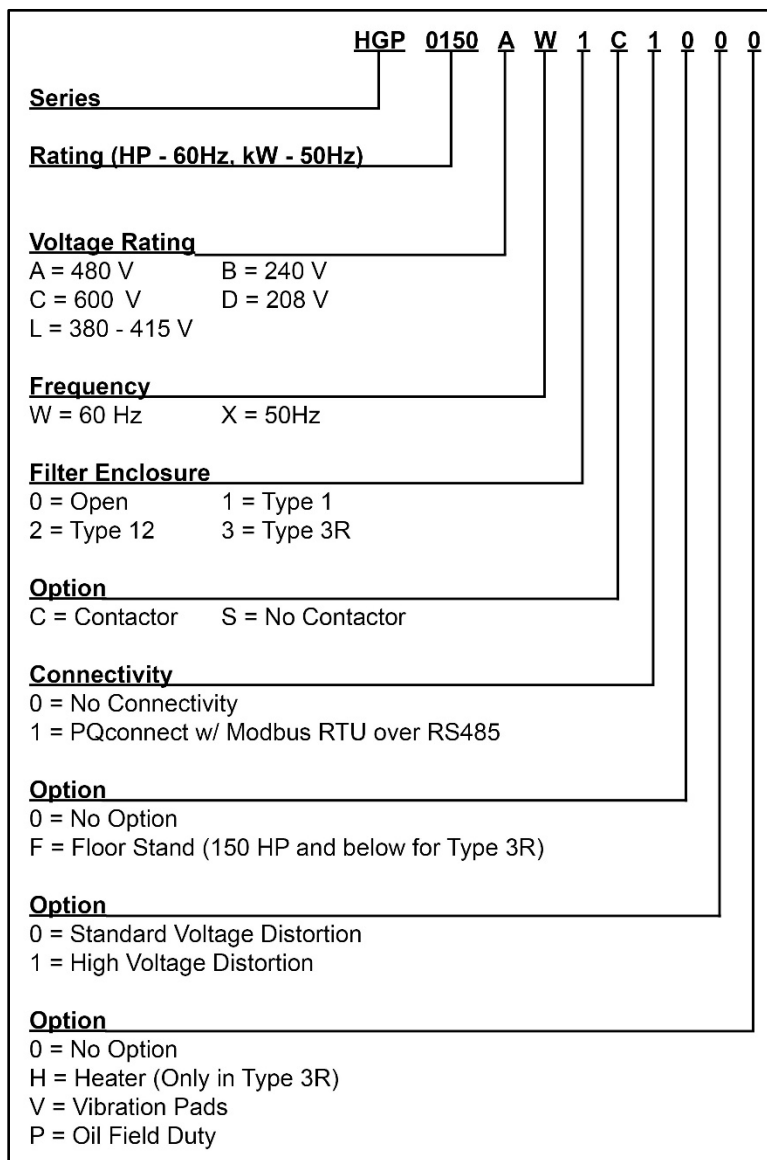 HGP 0150 A W 1 C 1 0 0 0
Series
Rating (HP - 60Hz, kW - 50Hz)
Voltage Rating
A = 480 V B = 240 V
C = 600 V D = 208 V
L = 380 - 415 V
Frequency
W = 60 Hz X = 50Hz
Filter Enclosure
0 = Open 1 = Type 1
2 = Type 12 3 = Type 3R
Option
C = Contactor S = No Contactor
Connectivity
0 = No Connectivity
1 = PQconnect w/ Modbus RTU over RS485
Option
0 = No Option
F = Floor Stand (150 HP and below for Type 3R)
Option
0 = Standard Voltage Distortion
1 = High Voltage Distortion
Option
0 = No Option
H = Heater (Only in Type 3R)
V = Vibration Pads
P = Oil Field Duty